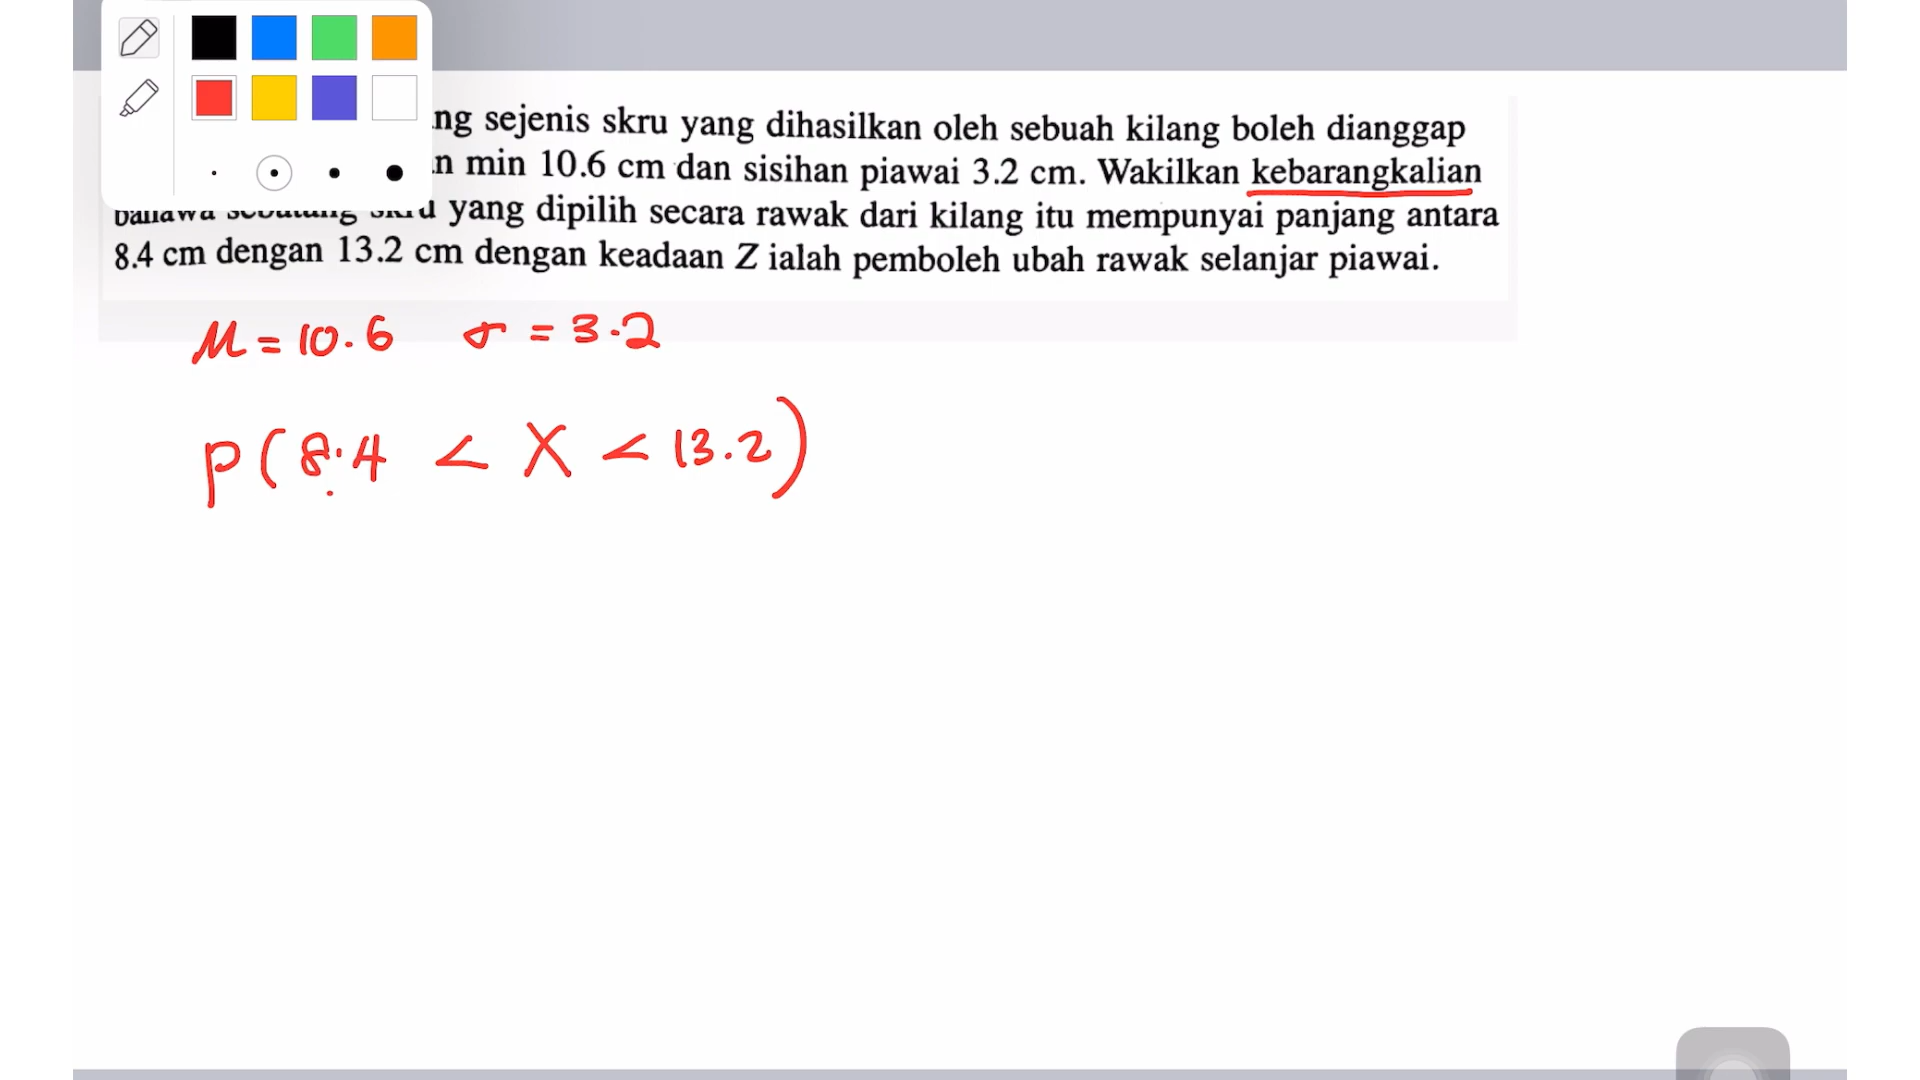 sejenis skru yang dihasilkan oleh sebuah kilang boleh dianggap
min 10.6 cm dan sisihan piawai 3.2 cm. Wakilkan kebarangkalian
yang dipilih secara rawak dari kilang itu mempunyai panjang antara
8.4 cm dengan 13.2 cm dengan keadaan Z ialah pemboleh ubah rawak selanjar piawai.
μ = 10.6 σ = 3.2
P(8.4 < X < 13.2)